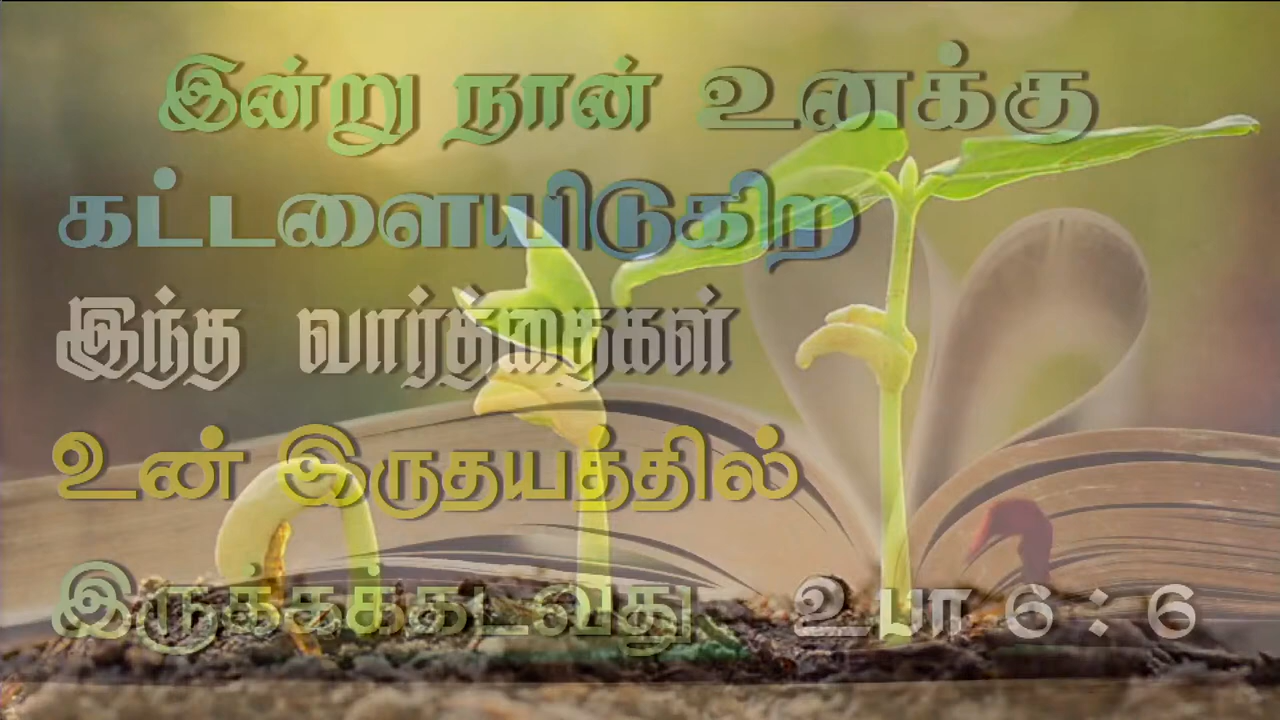 இன்று நான் உனக்கு
கட்டளையிடுகிற
இந்த வார்த்தைகள்
உன் இருதயத்தில்
இருக்கக்கடவது உபா 6 : 6